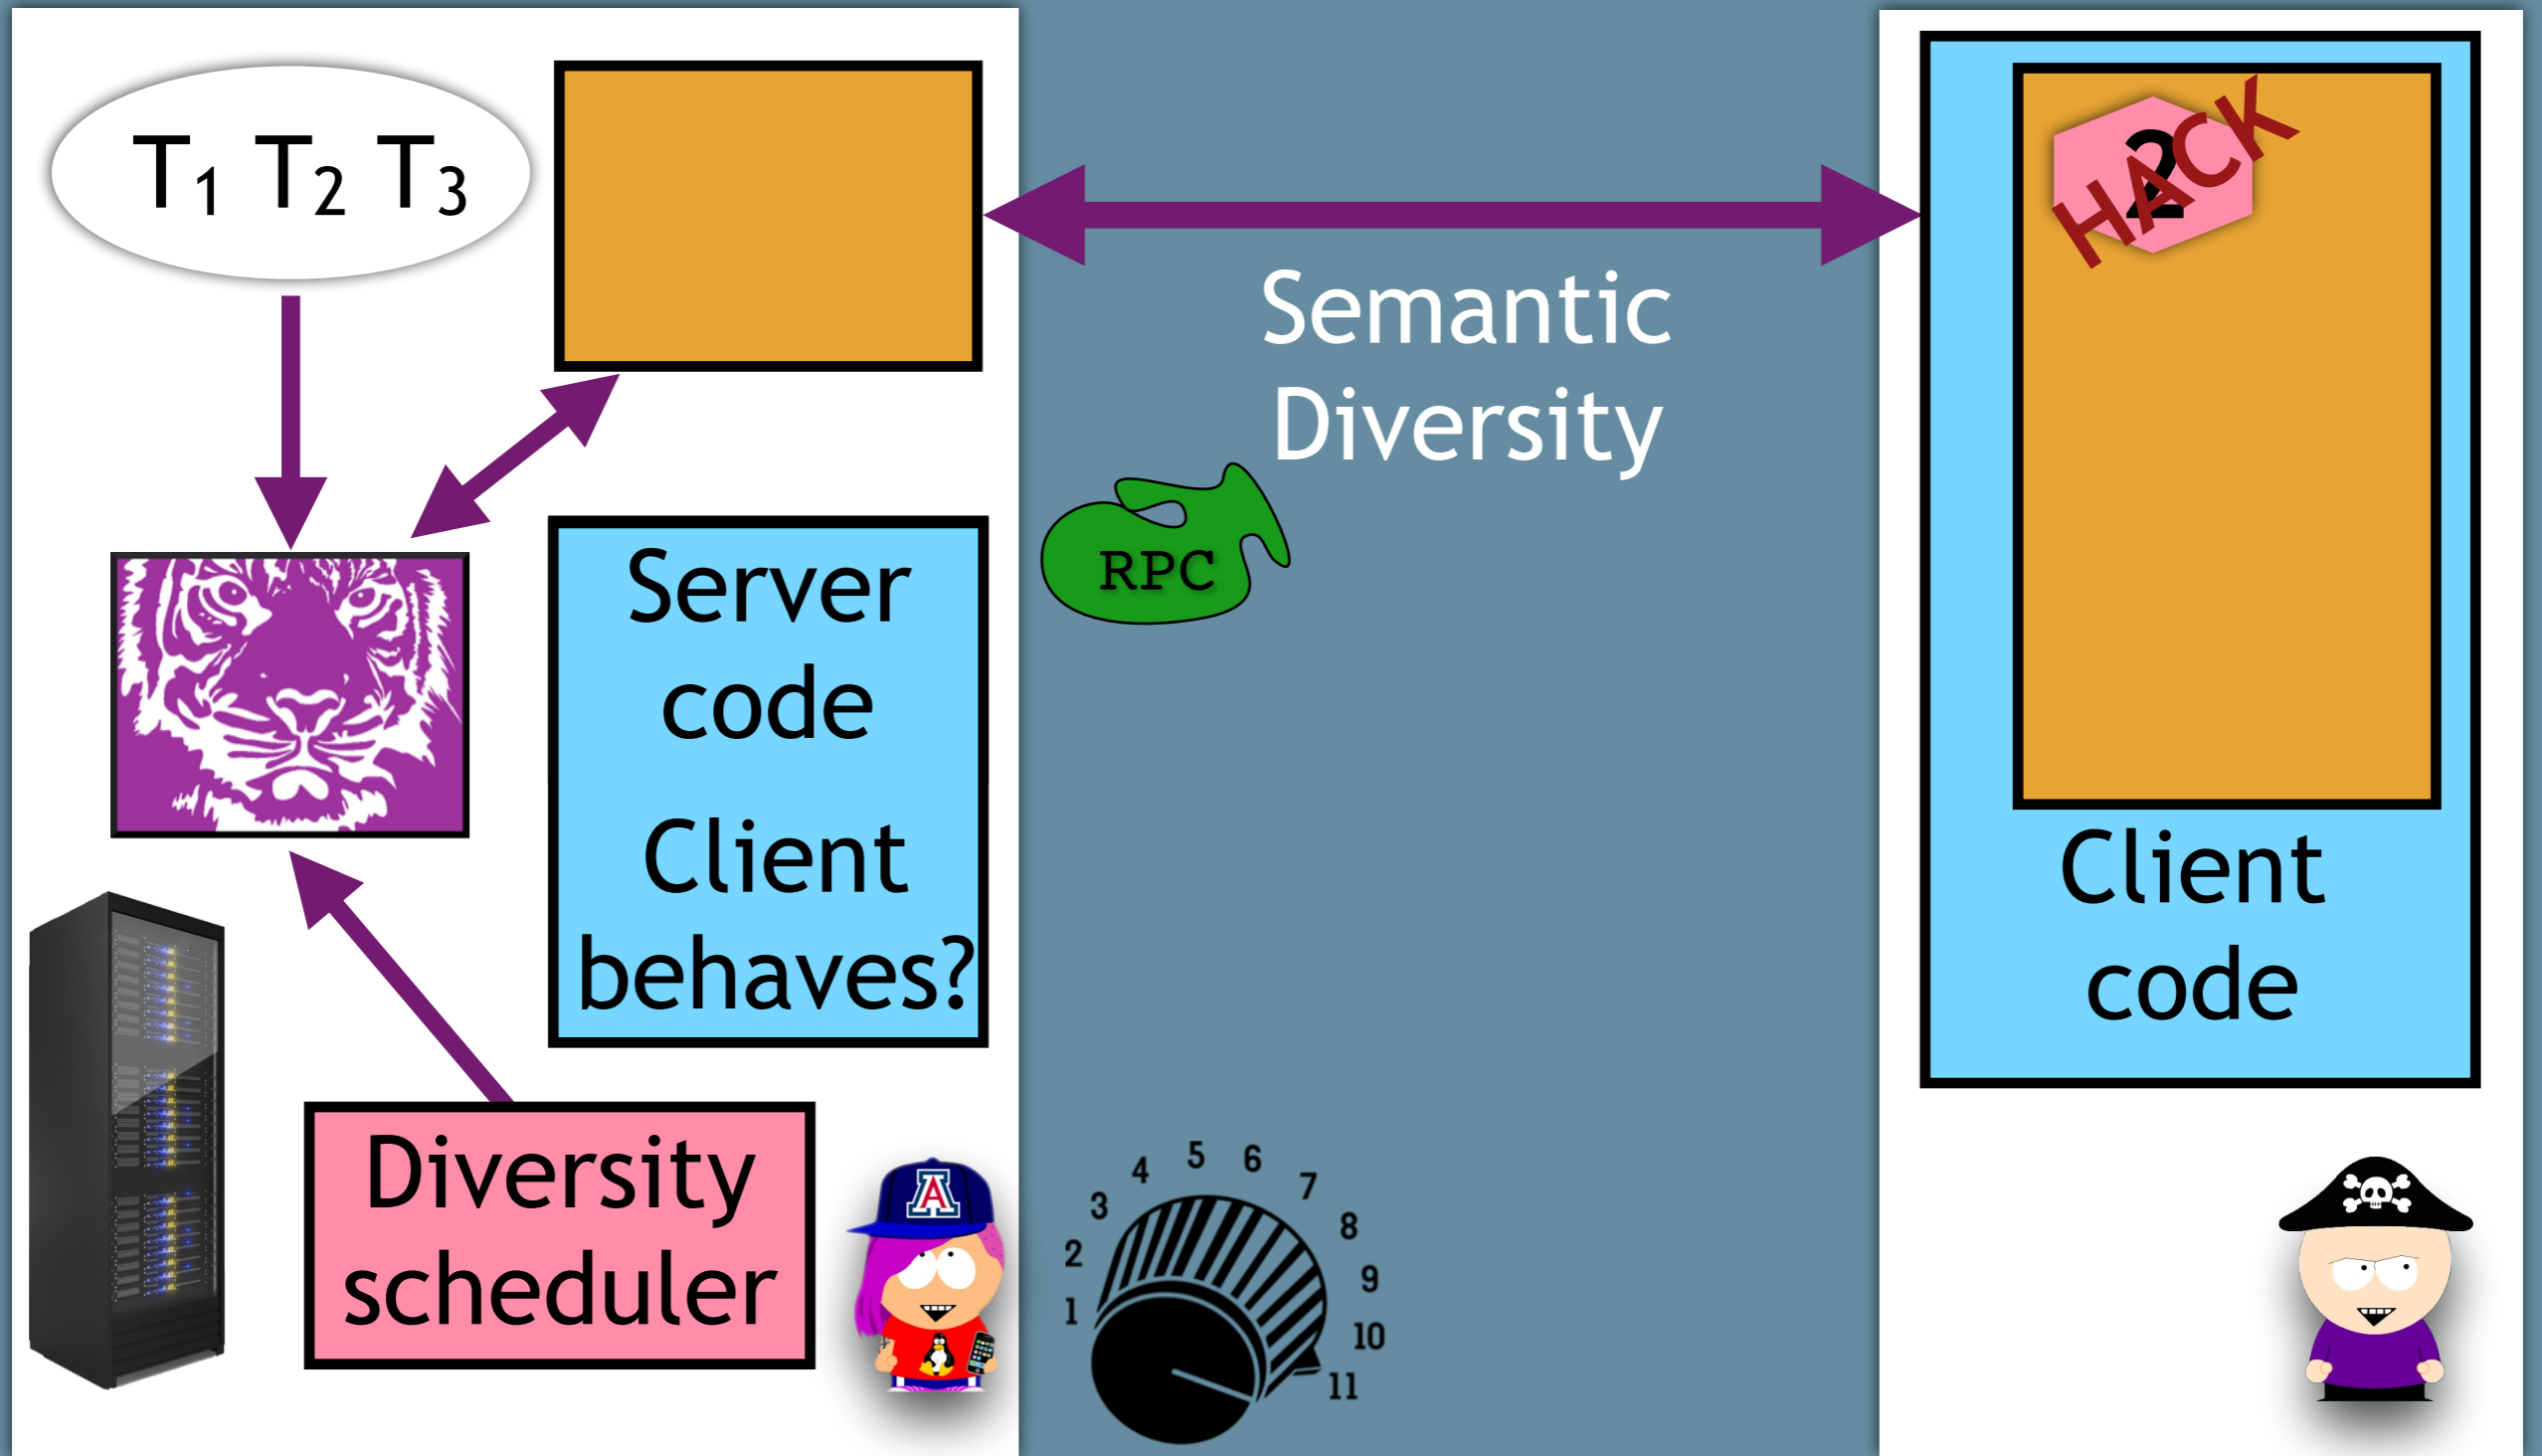 T1 T2 T3
Server
code
Client
behaves?
Diversity
scheduler
A
Semantic
Diversity
RPC
1
2
3
4
5
6
7
8
9
10
11
2
HACK
Client
code